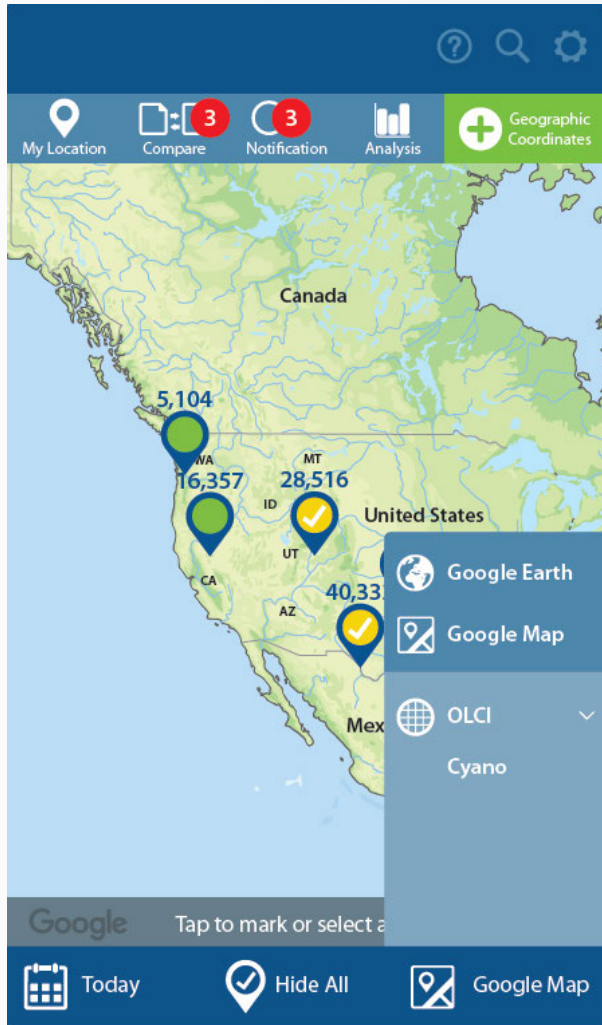 ?
3
3
My Location
Compare
Notification
Analysis
Geographic
Coordinates
Canada
5,104
WA
MT
16,357
28,516
ID
United States
UT
CA
Google Earth
AZ
Google Map
Mex
OLCI
Cyano
Google
Tap to mark or select a
Today
Hide All
Google Map